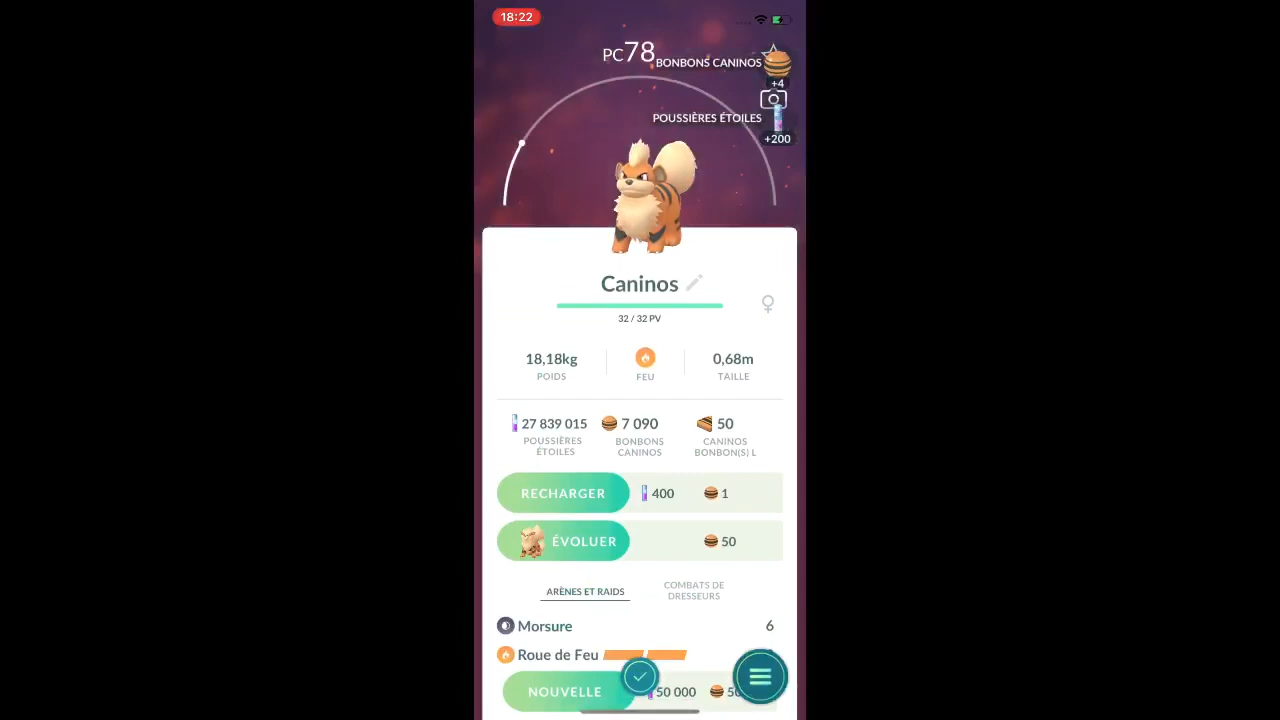 18:22
PC78
BONBONS CANINOS
+4
POUSSIÈRES ÉTOILES
+200
Caninos
32 / 32 PV
18,18kg
POIDS
FEU
0,68m
TAILLE
27 839 015
POUSSIÈRES
ÉTOILES
7 090
BONBONS
CANINOS
50
CANINOS
BONBON(S) L
RECHARGER 400 1
ÉVOLUER 50
ARÈNES ET RAIDS
COMBATS DE
DRESSEURS
Morsure 6
Roue de Feu
NOUVELLE 50 000